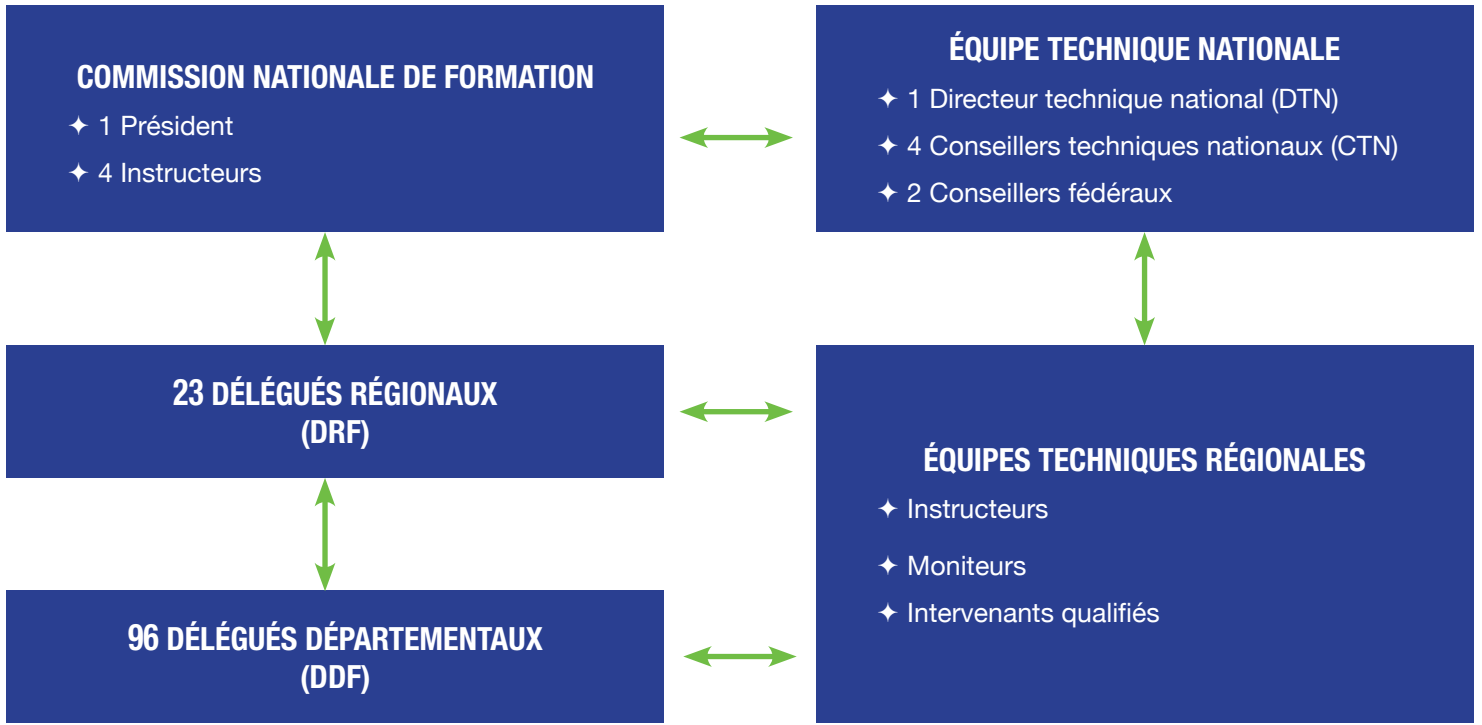 COMMISSION NATIONALE DE FORMATION
✦ 1 Président
✦ 4 Instructeurs
ÉQUIPE TECHNIQUE NATIONALE
✦ 1 Directeur technique national (DTN)
✦ 4 Conseillers techniques nationaux (CTN)
✦ 2 Conseillers fédéraux
23 DÉLÉGUÉS RÉGIONAUX
(DRF)
ÉQUIPES TECHNIQUES RÉGIONALES
✦ Instructeurs
✦ Moniteurs
✦ Intervenants qualifiés
96 DÉLÉGUÉS DÉPARTEMENTAUX
(DDF)